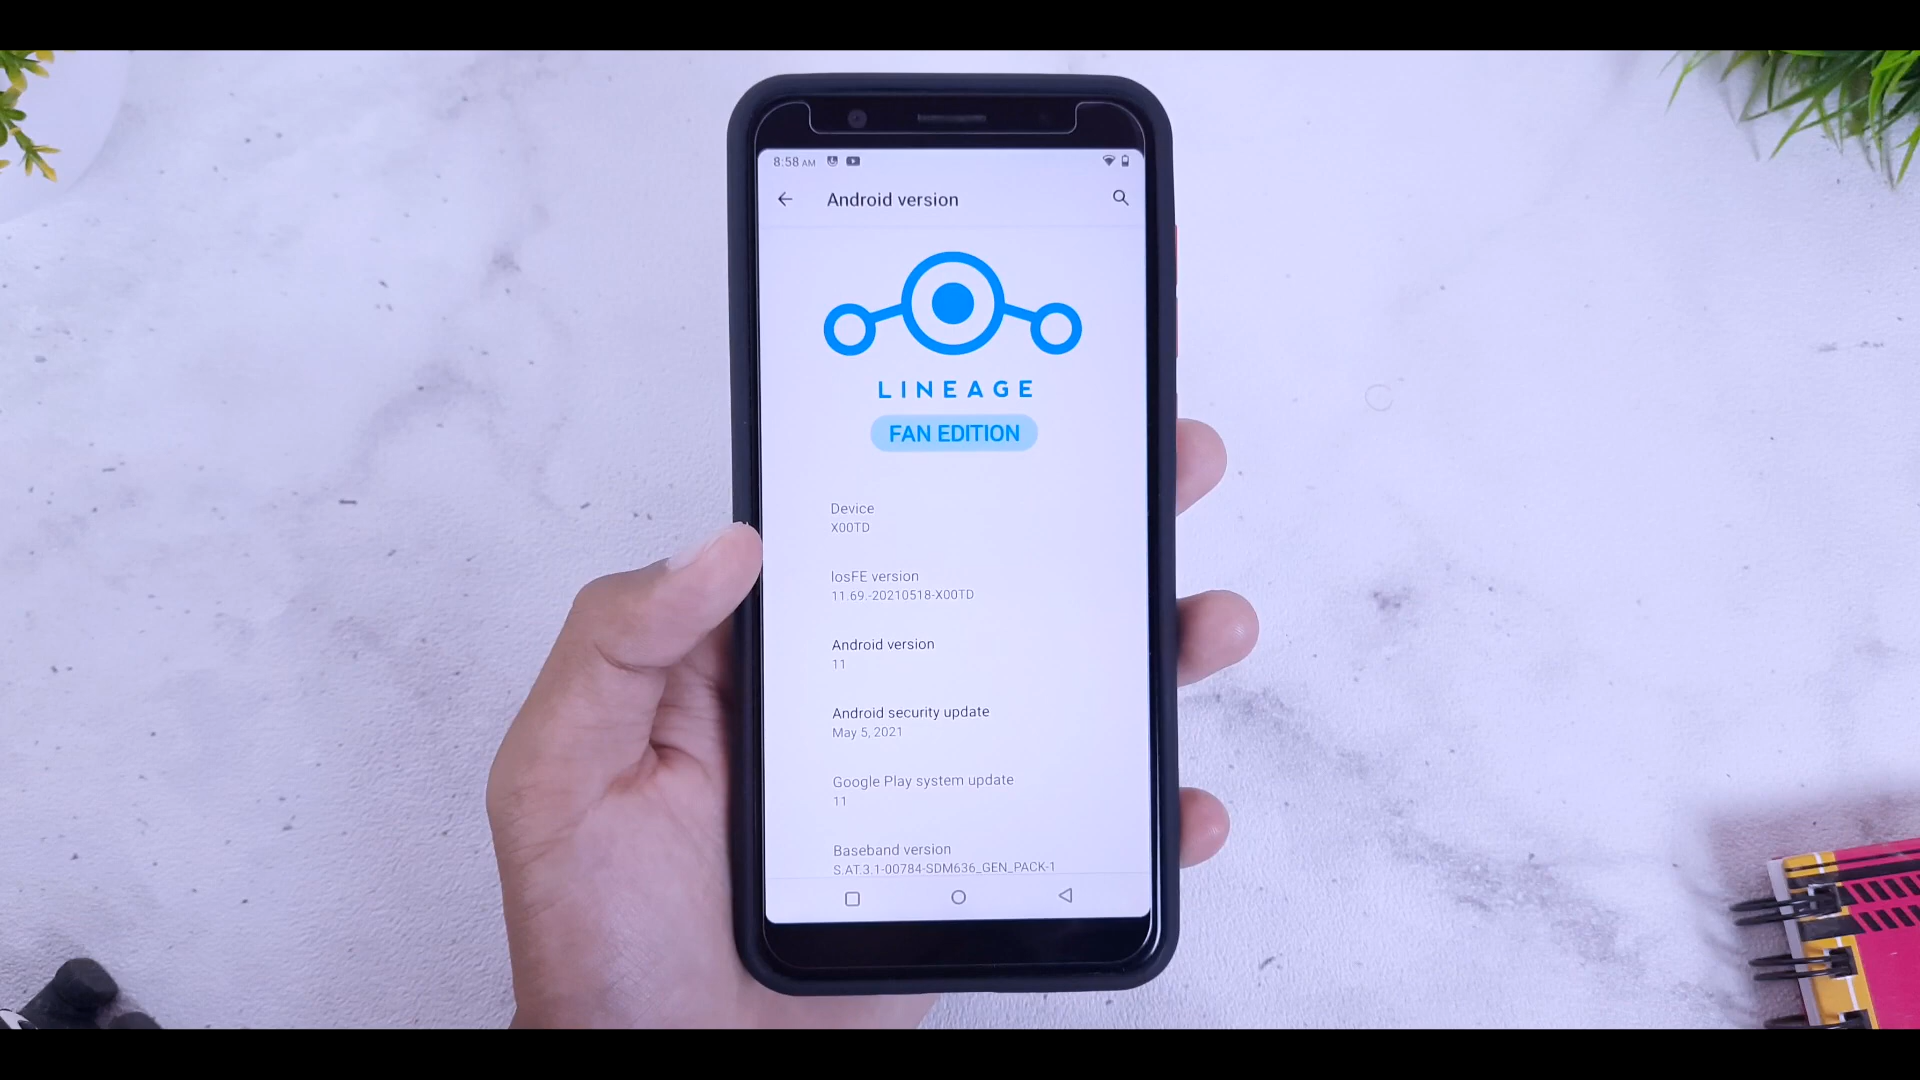 8:58 AM
Android version
LINEAGE
FAN EDITION
Device
X00TD
losFE version
11.69.-20210518-X00TD
Android version
11
Android security update
May 5, 2021
Google Play system update
11
Baseband version
S.AT.3.1-00784-SDM636_GEN_PACK-1